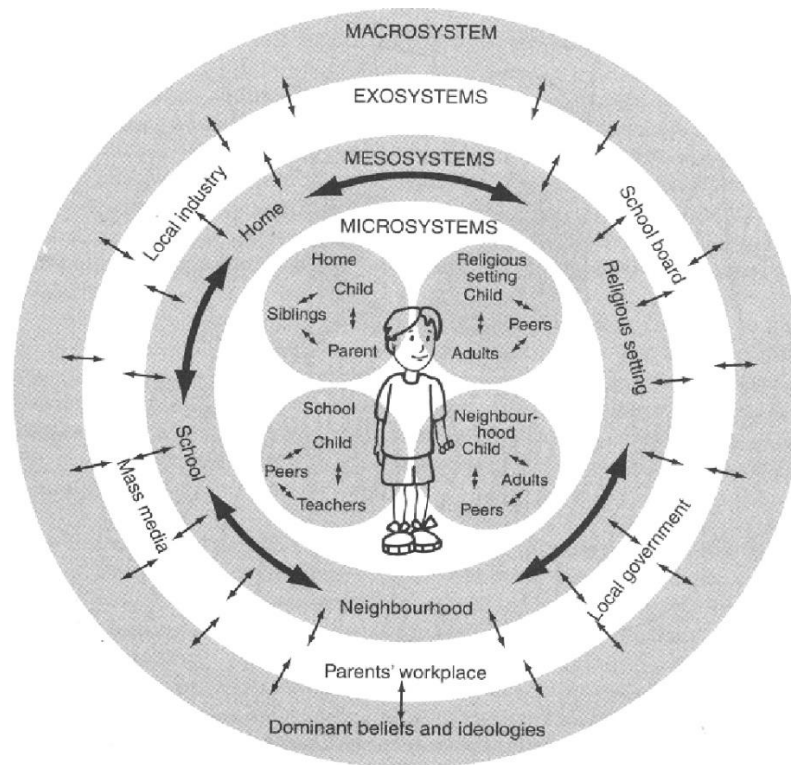 MACROSYSTEM
EXOSYSTEMS
MESOSYSTEMS
MICROSYSTEMS
Local industry
Home
School board
Religious setting
Home
Child
Siblings
Parent
Religious
setting
Child
Peers
Adults
School
Child
Peers
Teachers
Neighbour-
hood
Child
Adults
Peers
School
Mass media
Local government
Neighbourhood
Parents' workplace
Dominant beliefs and ideologies